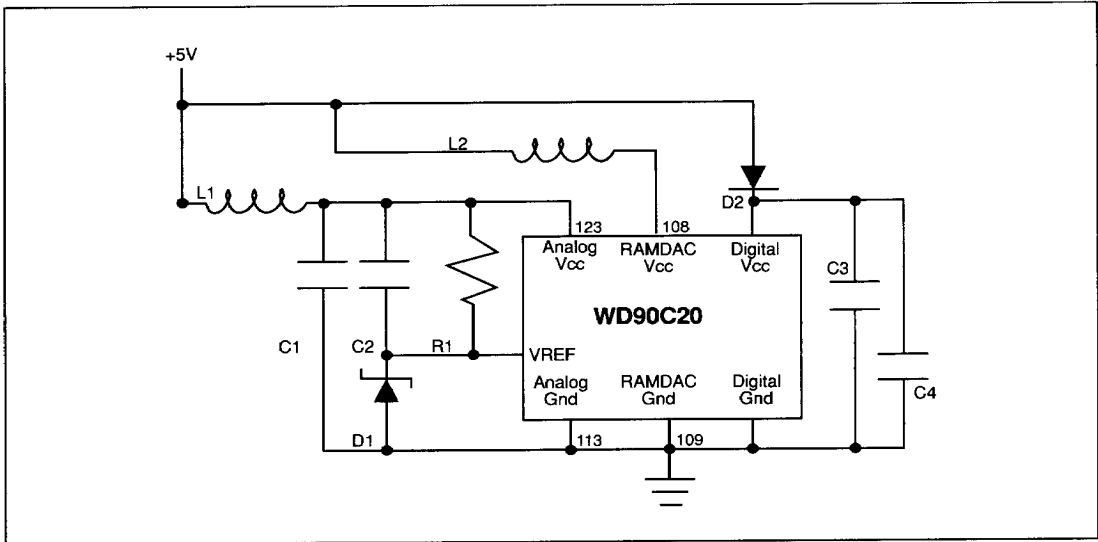 +5V
L2
L1
D2
123
108
Analog
Vcc
RAMDAC
Vcc
Digital
Vcc
C3
WD90C20
C1
C2
R1
VREF
Analog
Gnd
RAMDAC
Gnd
Digital
Gnd
C4
D1
113
109